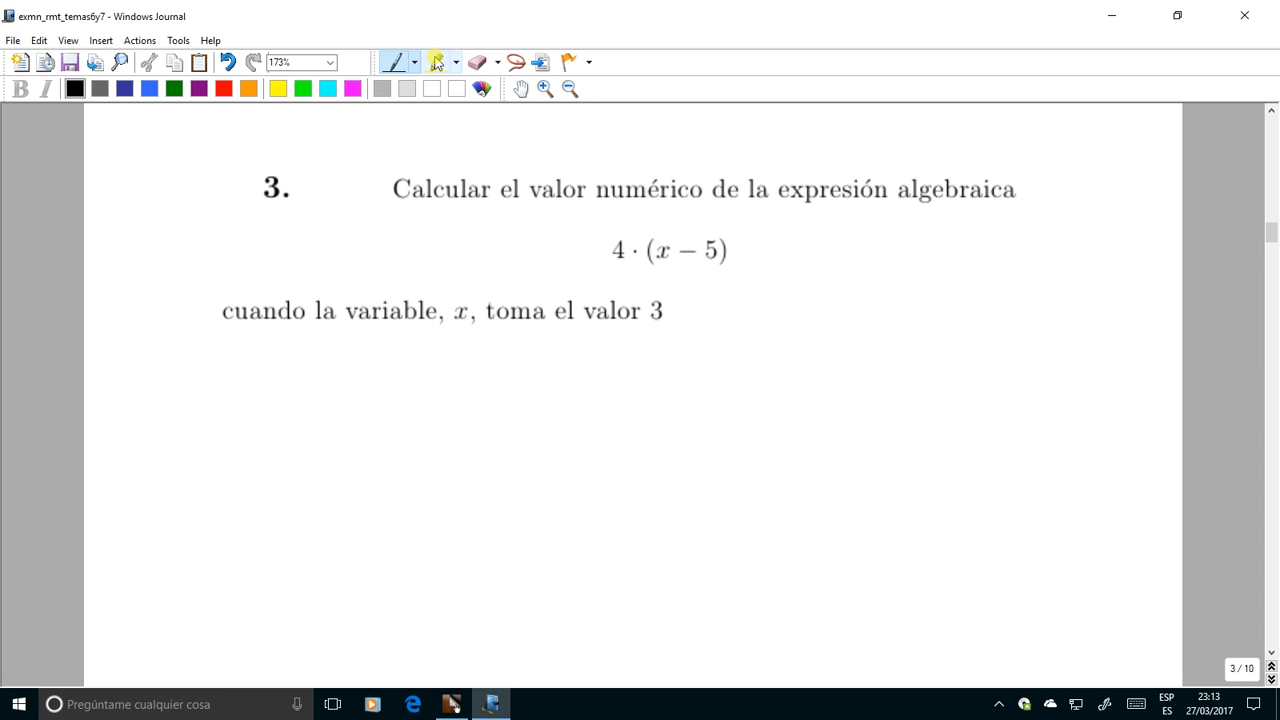 exmn_rmt_temas6y7 - Windows Journal
File Edit View Insert Actions Tools Help
173%
B I
3. Calcular el valor numérico de la expresión algebraica
4 · (x − 5)
cuando la variable, x, toma el valor 3
3 / 10
Pregúntame cualquier cosa
ESP 23:13
ES 27/03/2017